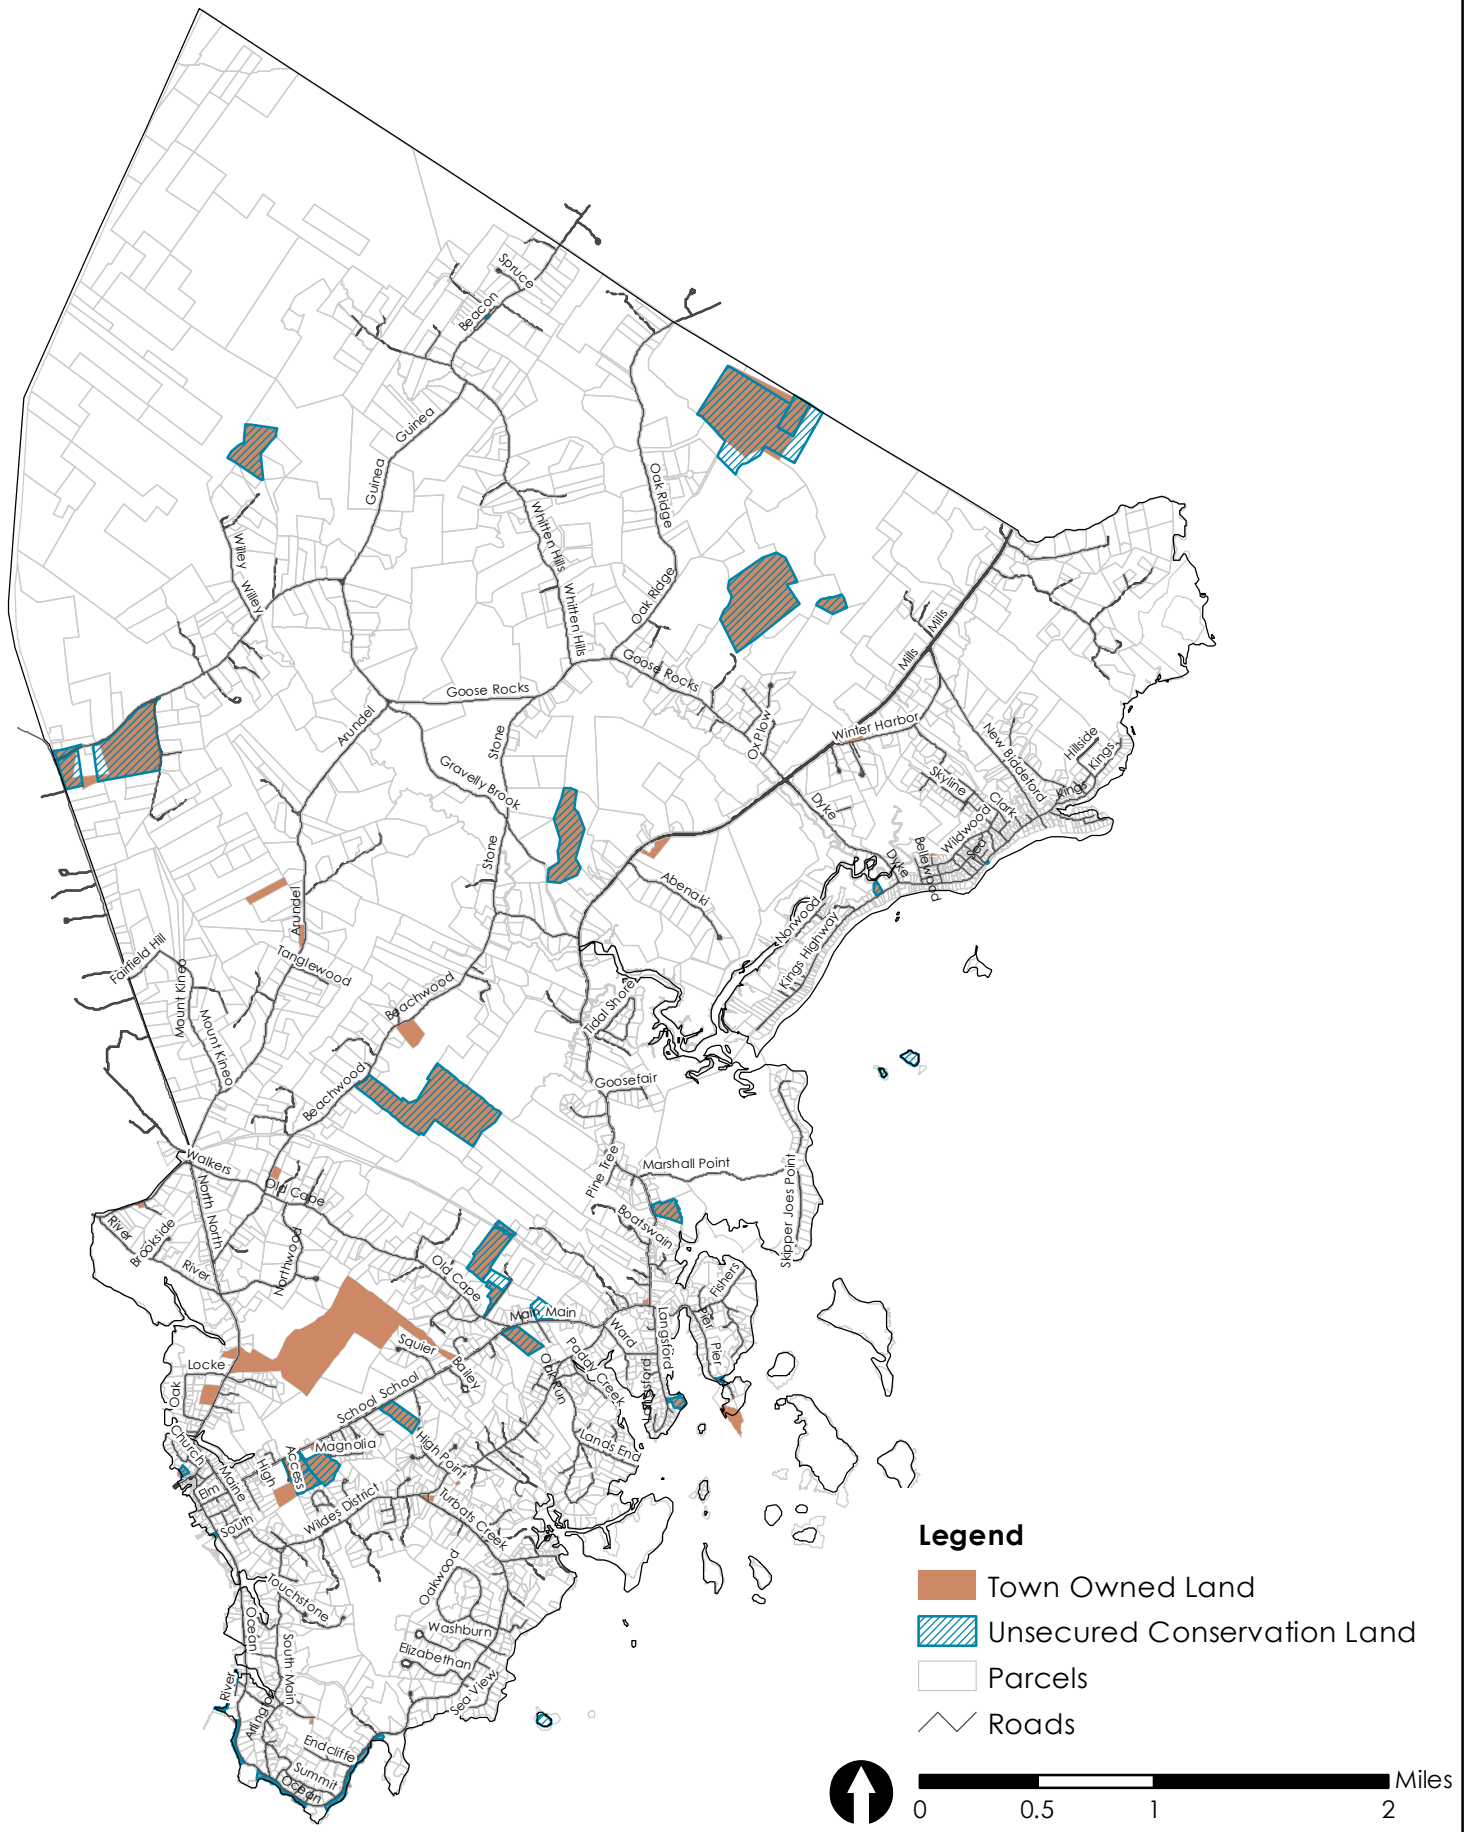 Spruce
Beacon
Guinea
Guinea
Oak Ridge
Whitten Hills
Willey
Willey
Whitten Hills
Oak Ridge
Mills
Mills
Goose Rocks
Goose Rocks
Arundel
Stone
Ox Plow
Winter Harbor
New Biddeford
Hillside
Kings
Kings
Gravelly Brook
Skyline
Dyke
Clark
Wildwood
Sea
Stone
Dyke
Bellewood
Abenaki
Arundel
Norwood
Kings Highway
Fairfield Hill
Tanglewood
Mount Kineo
Beachwood
Tidal Shore
Mount Kineo
Goosefair
Beachwood
Walkers
Marshall Point
Pine Tree
Skipper Joes Point
Old Cape
North North
River
Brookside
Boatswain
Northwood
River
Old Cape
Fishers
Main Main
Pier
Pier
Ward
Langsford
Langsford
Squier
Bailey
Paddy Creek
Oak Run
Locke
Oak
School School
Church
Magnolia
High Point
Lands End
Access
High
Maine
Elm
South
Wildes District
Turbats Creek
Oakwood
Touchstone
Ocean
South Main
Washburn
Elizabethan
Sea View
River
Endcliffe
Summit
Ocean
Legend
Town Owned Land
Unsecured Conservation Land
Parcels
Roads
Miles
0 0.5 1 2